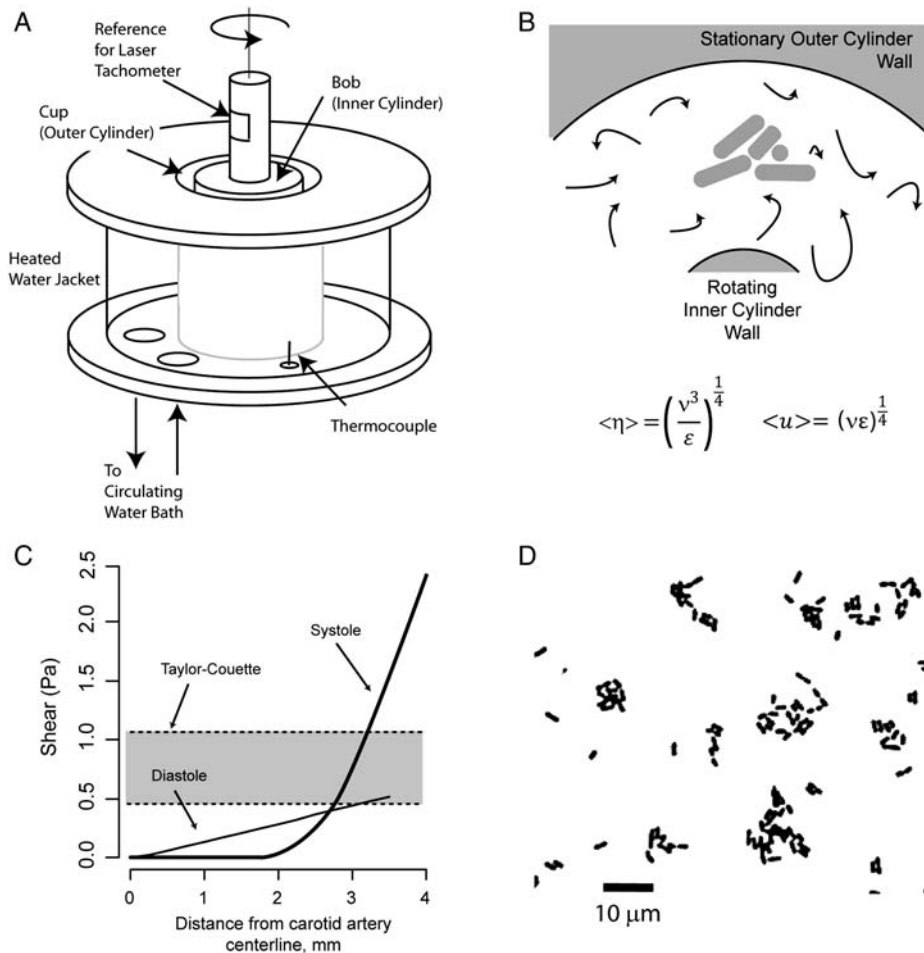 A
Reference
for Laser
Tachometer
Cup
(Outer Cylinder)
Bob
(Inner Cylinder)
Heated
Water Jacket
Thermocouple
To
Circulating
Water Bath
B
Stationary Outer Cylinder
Wall
Rotating
Inner Cylinder
Wall
<η> = (ν³/ε)^(1/4) <u> = (νε)^(1/4)
C
2.5
2.0
1.5
1.0
0.5
0.0
Shear (Pa)
Systole
Taylor-Couette
Diastole
0 1 2 3 4
Distance from carotid artery
centerline, mm
D
10 μm